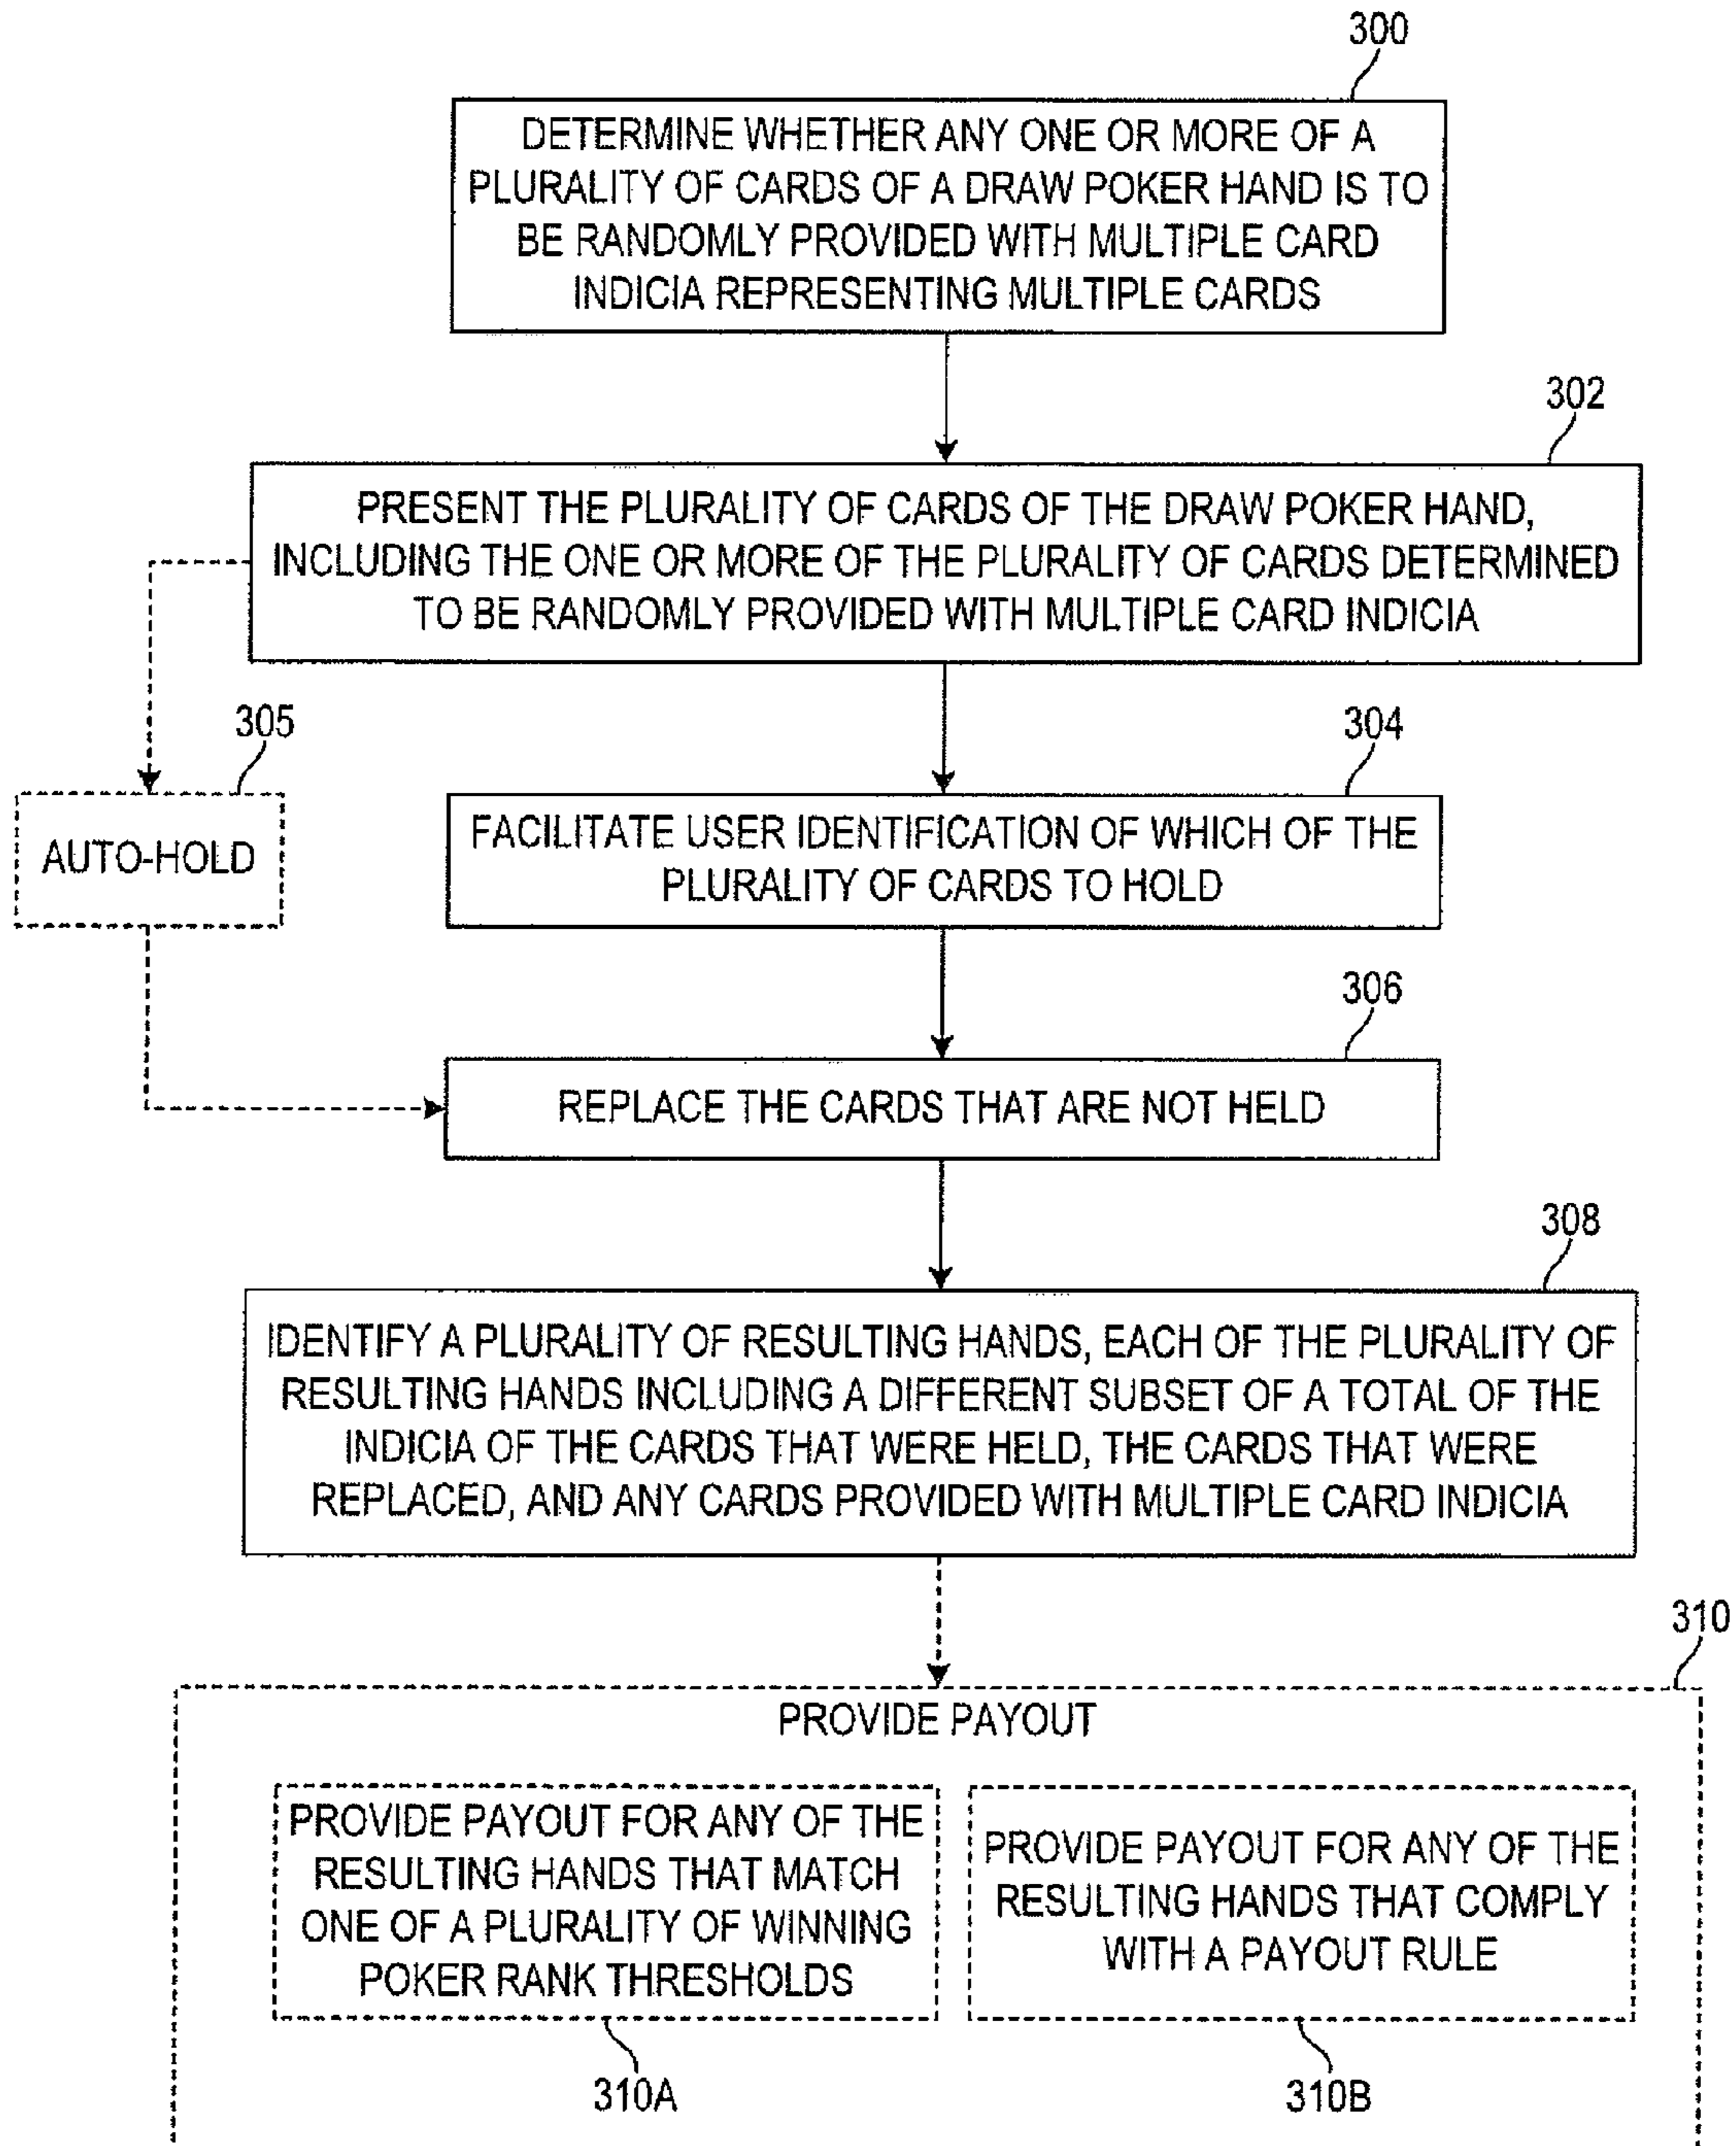 300
DETERMINE WHETHER ANY ONE OR MORE OF A
PLURALITY OF CARDS OF A DRAW POKER HAND IS TO
BE RANDOMLY PROVIDED WITH MULTIPLE CARD
INDICIA REPRESENTING MULTIPLE CARDS
302
PRESENT THE PLURALITY OF CARDS OF THE DRAW POKER HAND,
INCLUDING THE ONE OR MORE OF THE PLURALITY OF CARDS DETERMINED
TO BE RANDOMLY PROVIDED WITH MULTIPLE CARD INDICIA
305
AUTO-HOLD
304
FACILITATE USER IDENTIFICATION OF WHICH OF THE
PLURALITY OF CARDS TO HOLD
306
REPLACE THE CARDS THAT ARE NOT HELD
308
IDENTIFY A PLURALITY OF RESULTING HANDS, EACH OF THE PLURALITY OF
RESULTING HANDS INCLUDING A DIFFERENT SUBSET OF A TOTAL OF THE
INDICIA OF THE CARDS THAT WERE HELD, THE CARDS THAT WERE
REPLACED, AND ANY CARDS PROVIDED WITH MULTIPLE CARD INDICIA
310
PROVIDE PAYOUT
PROVIDE PAYOUT FOR ANY OF THE
RESULTING HANDS THAT MATCH
ONE OF A PLURALITY OF WINNING
POKER RANK THRESHOLDS
310A
PROVIDE PAYOUT FOR ANY OF THE
RESULTING HANDS THAT COMPLY
WITH A PAYOUT RULE
310B